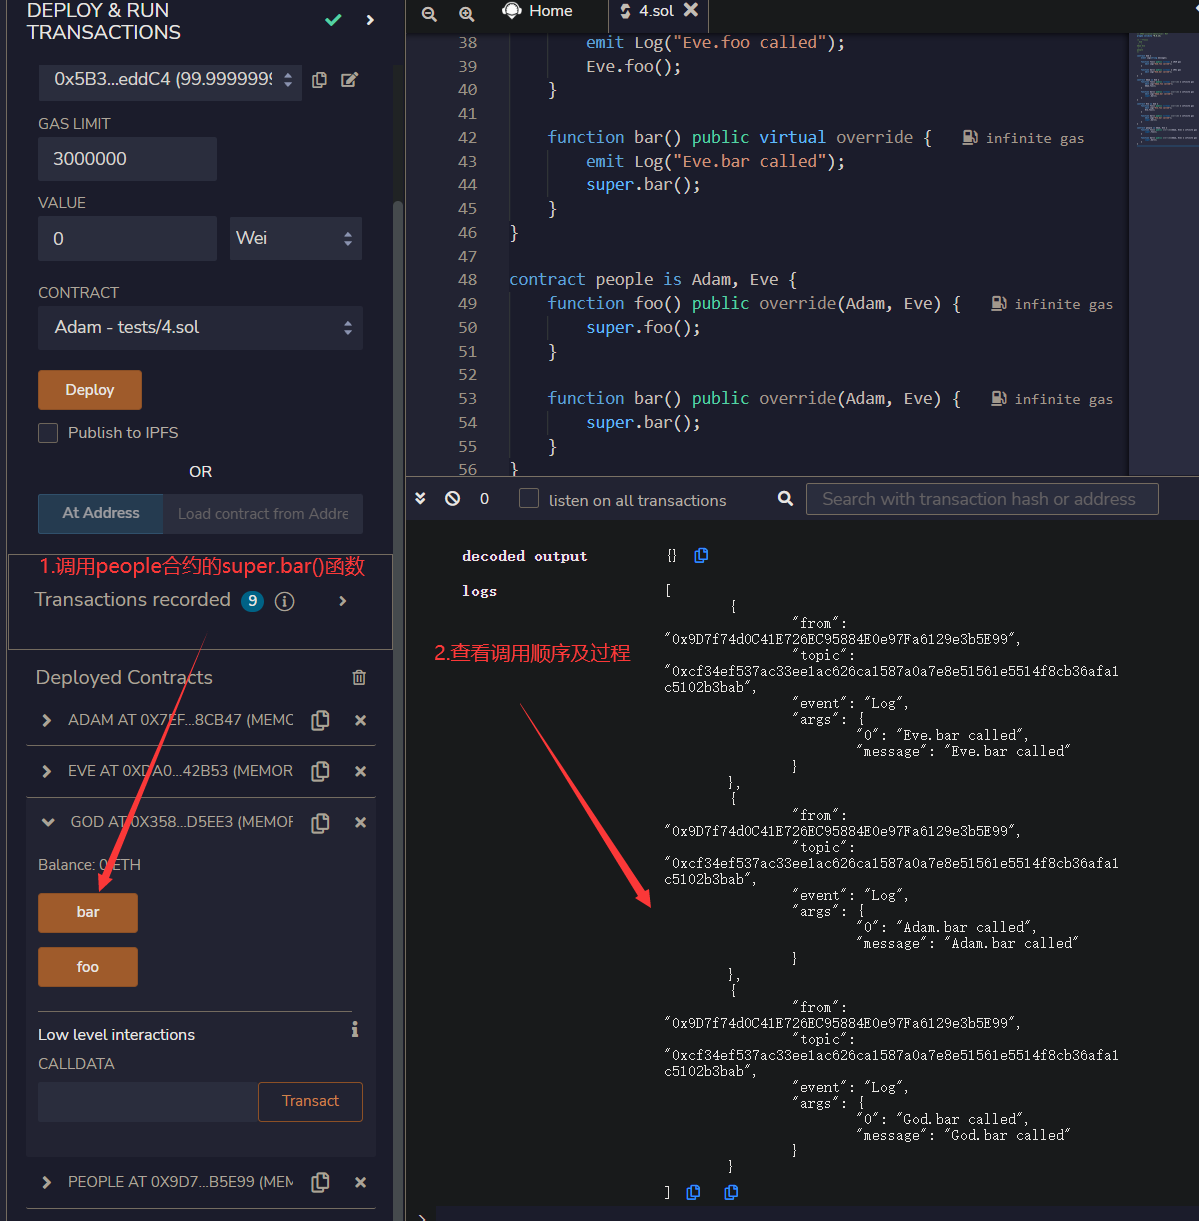 DEPLOY & RUN
TRANSACTIONS
0x5B3...eddC4 (99.9999999
GAS LIMIT
3000000
VALUE
0
Wei
CONTRACT
Adam - tests/4.sol
Deploy
Publish to IPFS
OR
At Address
Load contract from Addre
1.调用people合约的super.bar()函数
Transactions recorded 9
Deployed Contracts
ADAM AT 0X7EF...8CB47 (MEMO
EVE AT 0XDA0...42B53 (MEMOR
GOD AT 0X358...D5EE3 (MEMOR
Balance: 0 ETH
bar
foo
Low level interactions
CALLDATA
Transact
PEOPLE AT 0X9D7...B5E99 (MEM
Home
4.sol
38 emit Log("Eve.foo called");
39 Eve.foo();
40 }
41
42 function bar() public virtual override { infinite gas
43 emit Log("Eve.bar called");
44 super.bar();
45 }
46 }
47
48 contract people is Adam, Eve {
49 function foo() public override(Adam, Eve) { infinite gas
50 super.foo();
51 }
52
53 function bar() public override(Adam, Eve) { infinite gas
54 super.bar();
55 }
56 }
0
listen on all transactions
Search with transaction hash or address
decoded output {}
logs [
{
"from":
"0x9D7f74d0C41E726EC95884E0e97Fa6129e3b5E99",
2.查看调用顺序及过程
"topic":
"0xcf34ef537ac33ee1ac626ca1587a0a7e8e51561e5514f8cb36afa1
c5102b3bab",
"event": "Log",
"args": {
"0": "Eve.bar called",
"message": "Eve.bar called"
}
},
{
"from":
"0x9D7f74d0C41E726EC95884E0e97Fa6129e3b5E99",
"topic":
"0xcf34ef537ac33ee1ac626ca1587a0a7e8e51561e5514f8cb36afa1
c5102b3bab",
"event": "Log",
"args": {
"0": "Adam.bar called",
"message": "Adam.bar called"
}
},
{
"from":
"0x9D7f74d0C41E726EC95884E0e97Fa6129e3b5E99",
"topic":
"0xcf34ef537ac33ee1ac626ca1587a0a7e8e51561e5514f8cb36afa1
c5102b3bab",
"event": "Log",
"args": {
"0": "God.bar called",
"message": "God.bar called"
}
}
]
>